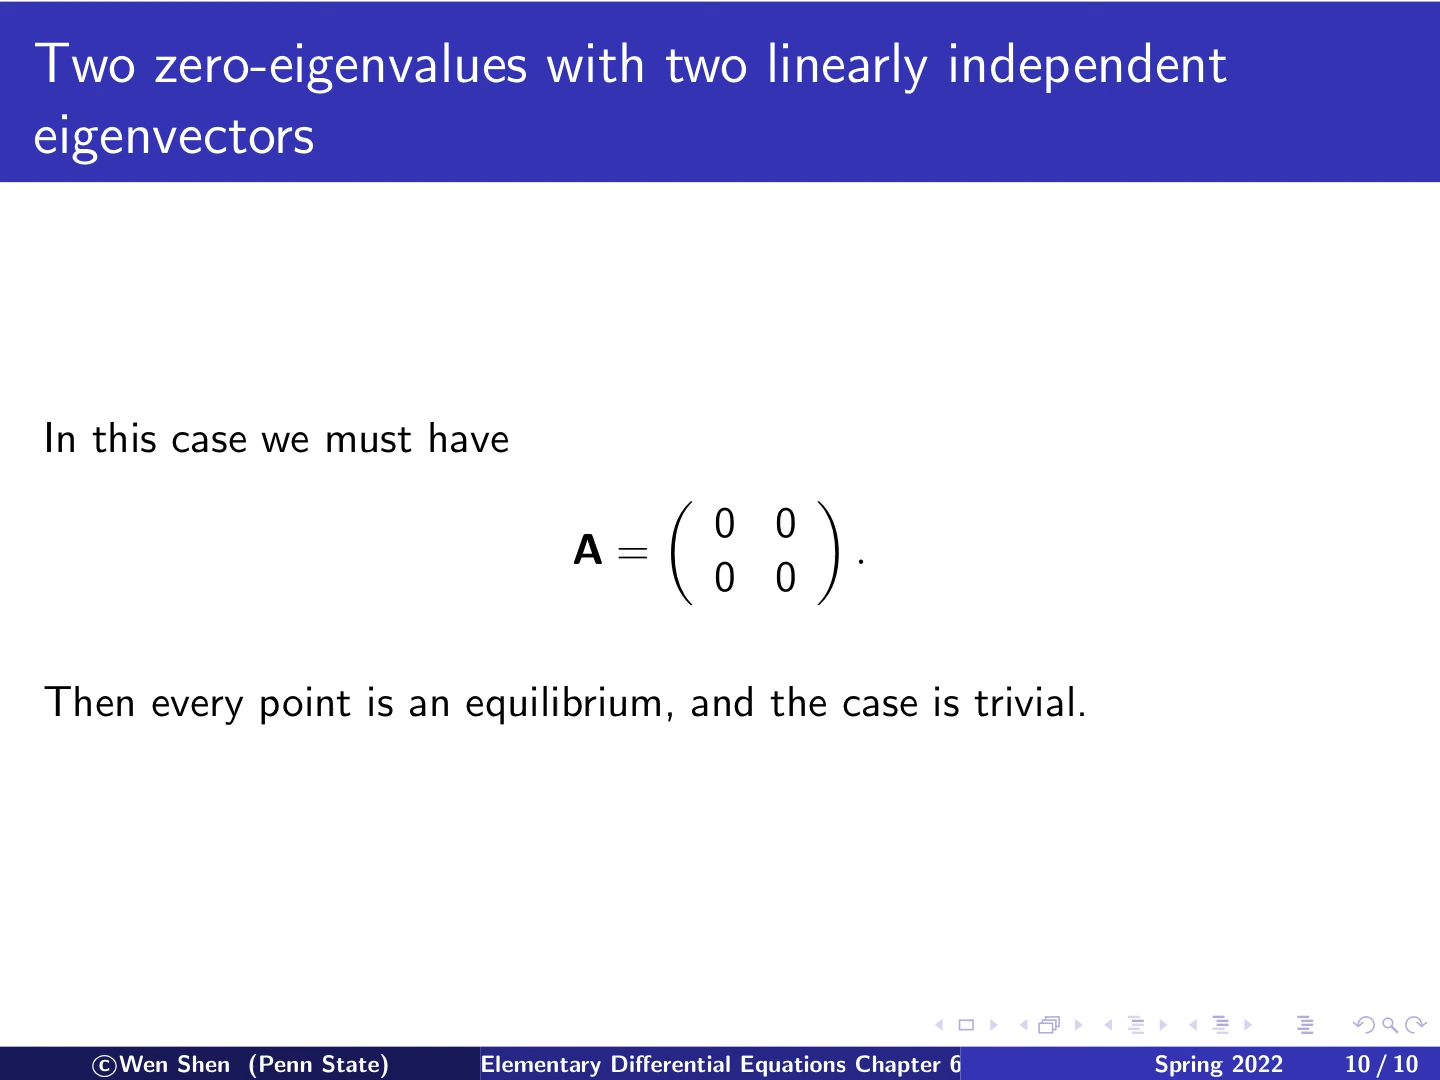 Two zero-eigenvalues with two linearly independent
eigenvectors
In this case we must have
A = ( 0 0
0 0 ) .
Then every point is an equilibrium, and the case is trivial.
©Wen Shen (Penn State) Elementary Differential Equations Chapter 6 Spring 2022 10 / 10